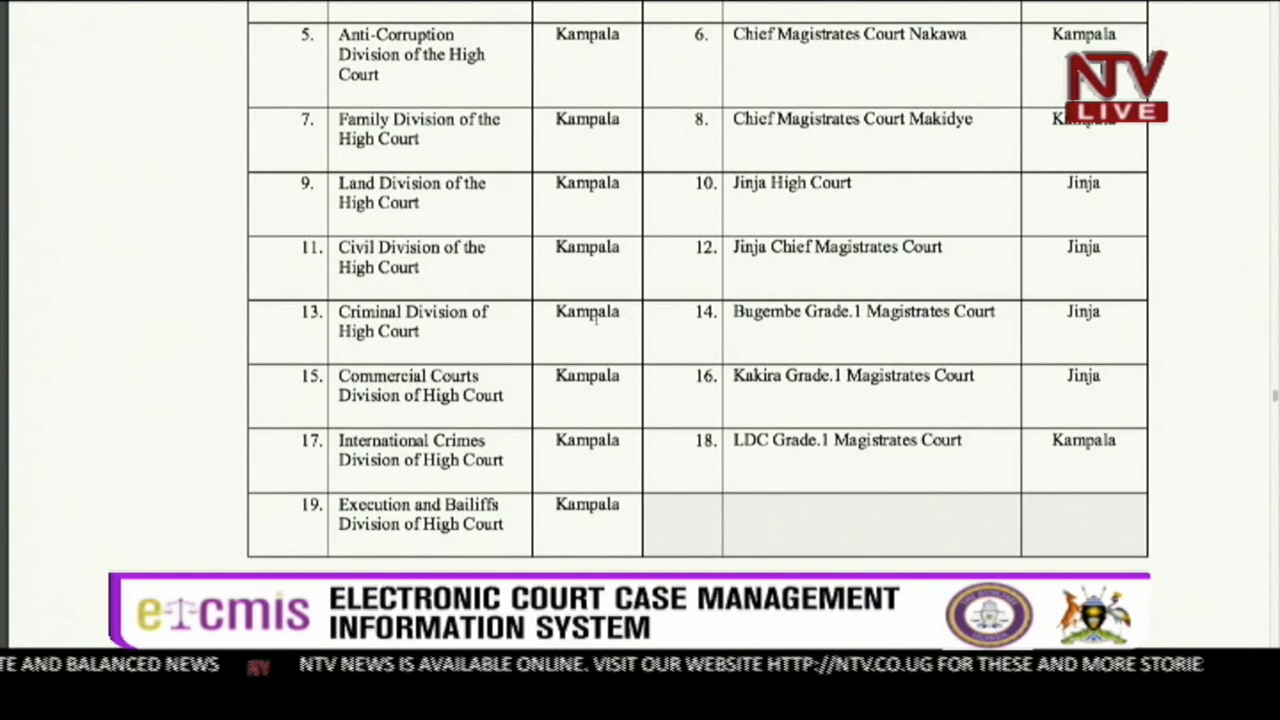 5. Anti-Corruption Division of the High Court Kampala 6. Chief Magistrates Court Nakawa Kampala
NTV
LIVE
7. Family Division of the High Court Kampala 8. Chief Magistrates Court Makidye Kampala
9. Land Division of the High Court Kampala 10. Jinja High Court Jinja
11. Civil Division of the High Court Kampala 12. Jinja Chief Magistrates Court Jinja
13. Criminal Division of High Court Kampala 14. Bugembe Grade.1 Magistrates Court Jinja
15. Commercial Courts Division of High Court Kampala 16. Kakira Grade.1 Magistrates Court Jinja
17. International Crimes Division of High Court Kampala 18. LDC Grade.1 Magistrates Court Kampala
19. Execution and Bailiffs Division of High Court Kampala
eccmis
ELECTRONIC COURT CASE MANAGEMENT
INFORMATION SYSTEM
TE AND BALANCED NEWS NTV NTV NEWS IS AVAILABLE ONLINE. VISIT OUR WEBSITE HTTP://NTV.CO.UG FOR THESE AND MORE STORIE